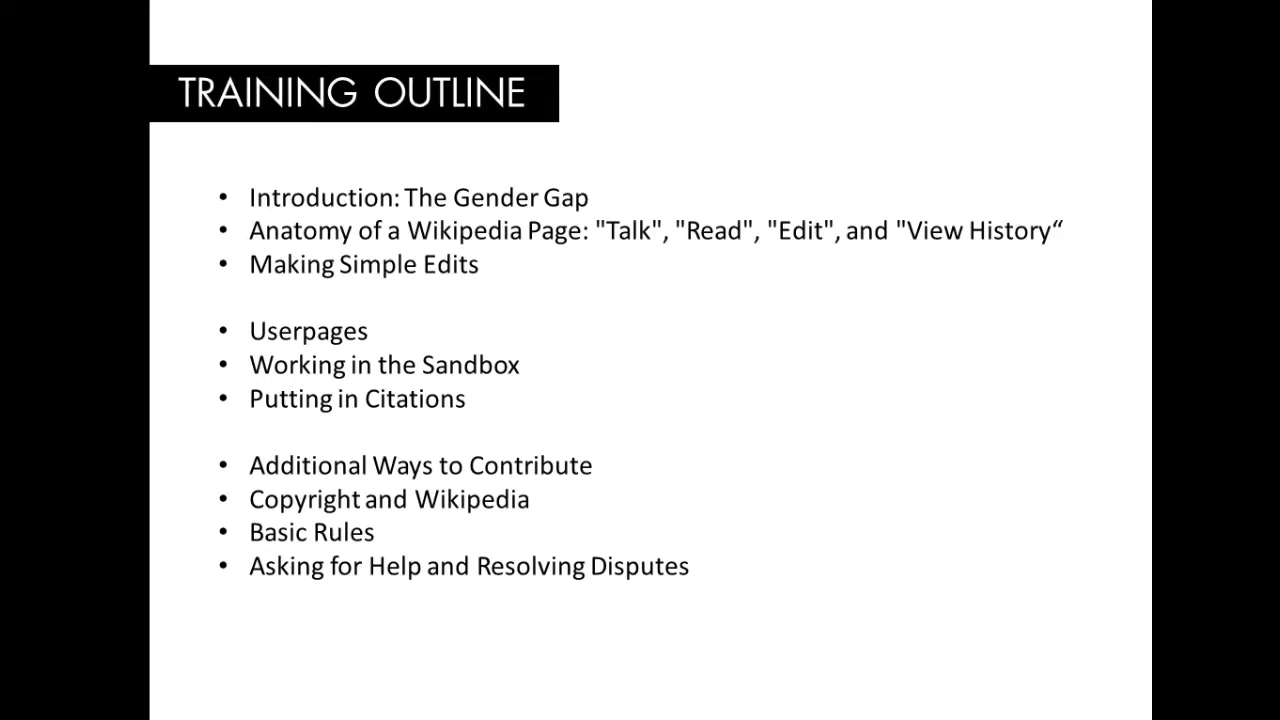 TRAINING OUTLINE
• Introduction: The Gender Gap
• Anatomy of a Wikipedia Page: "Talk", "Read", "Edit", and "View History“
• Making Simple Edits
• Userpages
• Working in the Sandbox
• Putting in Citations
• Additional Ways to Contribute
• Copyright and Wikipedia
• Basic Rules
• Asking for Help and Resolving Disputes